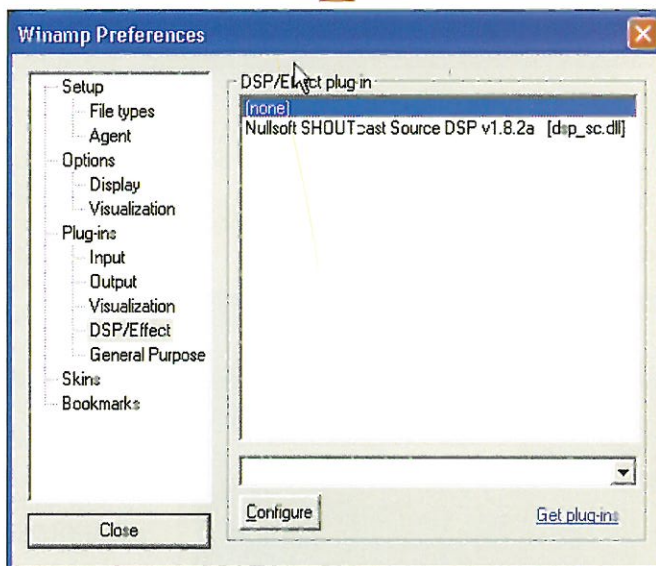 Winamp Preferences
Setup
File types
Agent
Options
Display
Visualization
Plug-ins
Input
Output
Visualization
DSP/Effect
General Purpose
Skins
Bookmarks
Close
DSP/Effect plug-in
(none)
Nullsoft SHOUTcast Source DSP v1.8.2a [dsp_sc.dll]
Configure
Get plug-ins